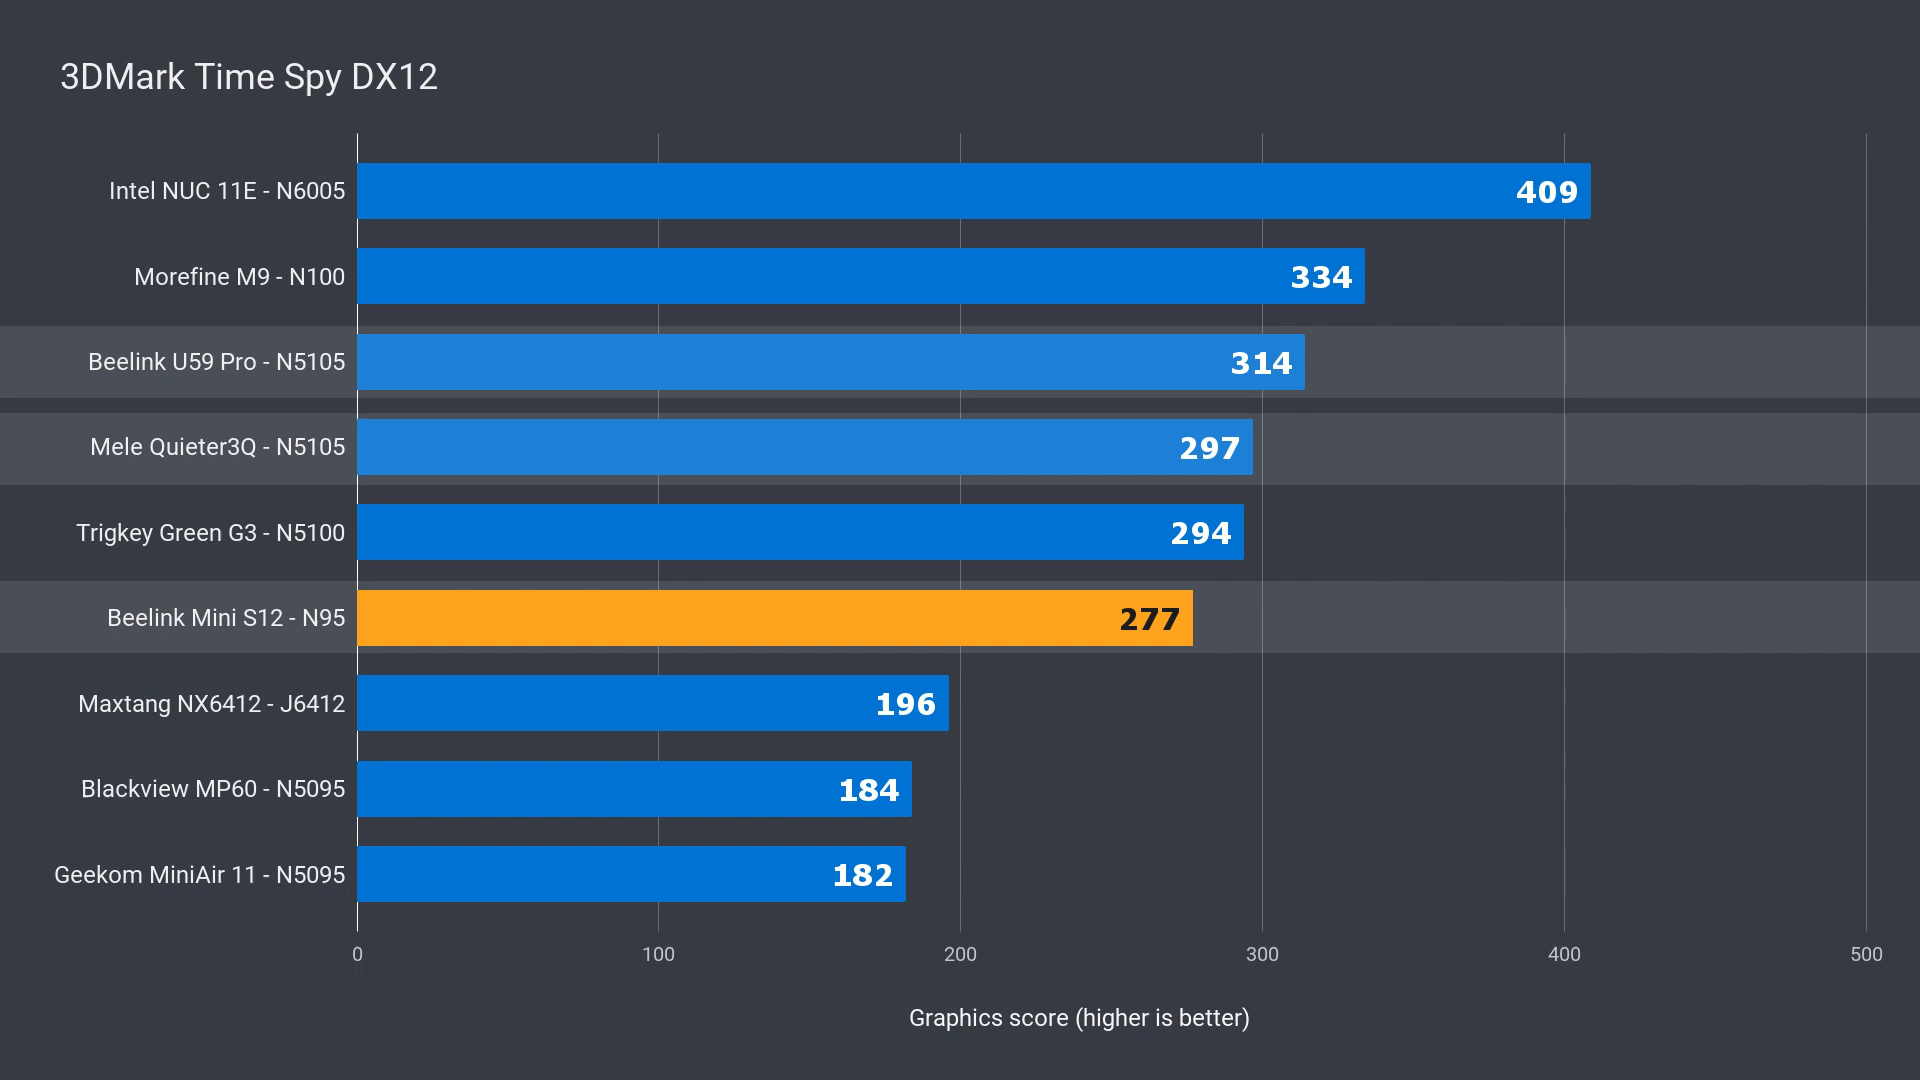 3DMark Time Spy DX12
Intel NUC 11E - N6005
409
Morefine M9 - N100
334
Beelink U59 Pro - N5105
314
Mele Quieter3Q - N5105
297
Trigkey Green G3 - N5100
294
Beelink Mini S12 - N95
277
Maxtang NX6412 - J6412
196
Blackview MP60 - N5095
184
Geekom MiniAir 11 - N5095
182
0 100 200 300 400 500
Graphics score (higher is better)